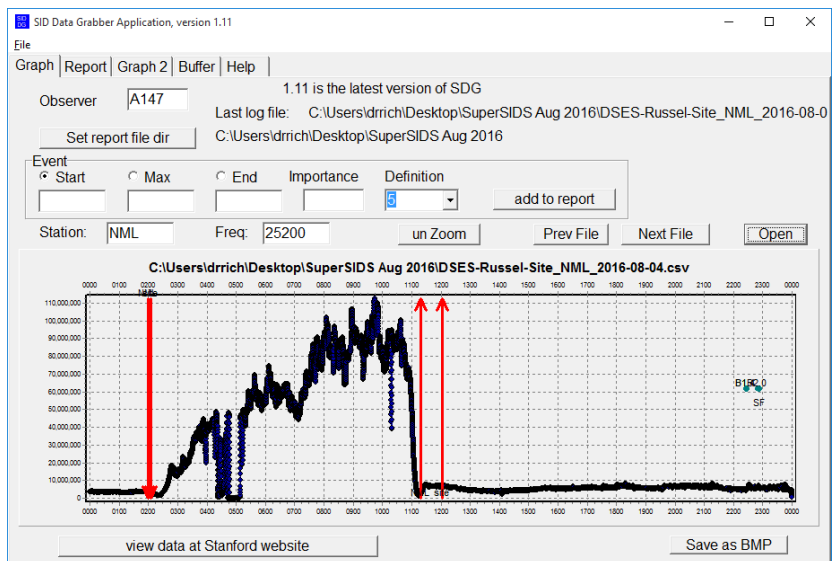 SID DG SID Data Grabber Application, version 1.11
File
Graph Report Graph 2 Buffer Help
1.11 is the latest version of SDG
Observer A147
Last log file: C:\Users\drrich\Desktop\SuperSIDS Aug 2016\DSES-Russel-Site_NML_2016-08-0
Set report file dir C:\Users\drrich\Desktop\SuperSIDS Aug 2016
Event
Start Max End Importance Definition
5 add to report
Station: NML Freq: 25200 un Zoom Prev File Next File Open
C:\Users\drrich\Desktop\SuperSIDS Aug 2016\DSES-Russel-Site_NML_2016-08-04.csv
0000 0100 0200 0300 0400 0500 0600 0700 0800 0900 1000 1100 1200 1300 1400 1500 1600 1700 1800 1900 2000 2100 2200 2300 0000
110,000,000
100,000,000
90,000,000
80,000,000
70,000,000
60,000,000
50,000,000
40,000,000
30,000,000
20,000,000
10,000,000
0
SF
0000 0100 0200 0300 0400 0500 0600 0700 0800 0900 1000 1100 1200 1300 1400 1500 1600 1700 1800 1900 2000 2100 2200 2300 0000
view data at Stanford website Save as BMP